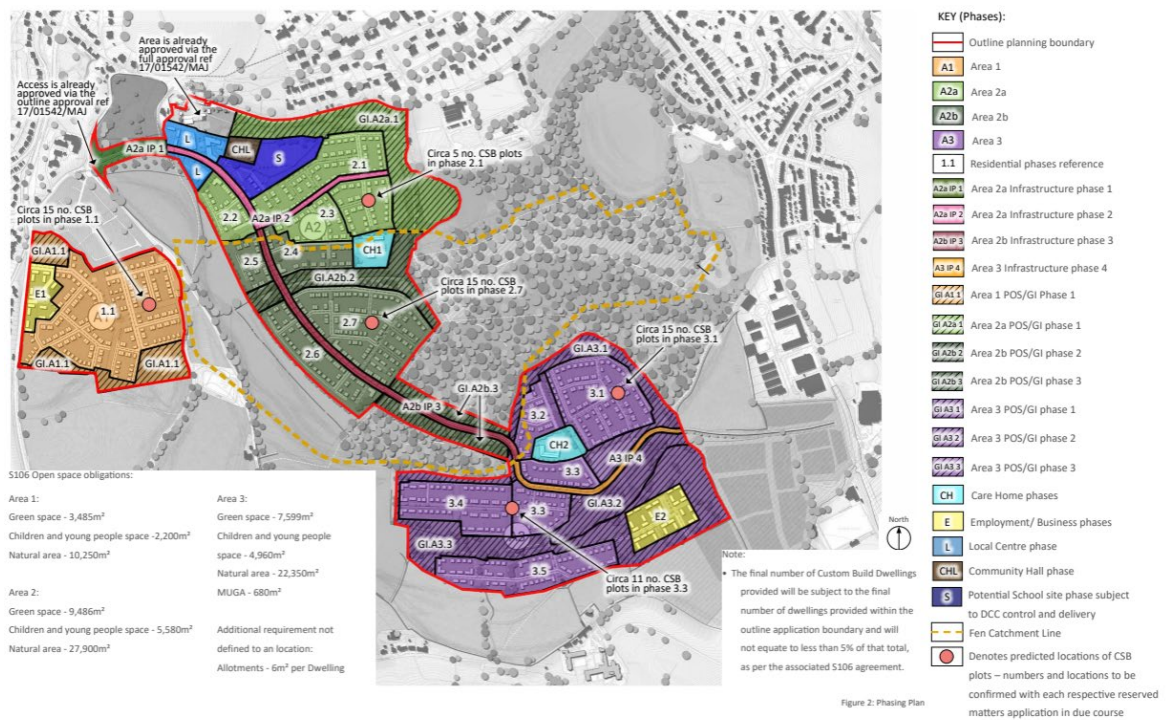 Area is already
approved via the
full approval ref
17/01542/MAJ
Access is already
approved via the
outline approval ref
17/01542/MAJ
A2a IP 1
L
L
CHL
S
GI.A2a.1
2.1
Circa 5 no. CSB plots
in phase 2.1
2.2
A2a IP.2
2.3
A2
Circa 15 no. CSB
plots in phase 1.1
GI.A1.1
E1
1.1
A1
GI.A1.1
GI.A1.1
2.5
2.4
CH1
GI.A2b.2
Circa 15 no. CSB
plots in phase 2.7
2.7
2.6
GI.A2b.3
A2b IP 3
Circa 15 no. CSB
plots in phase 3.1
GI.A3.1
3.1
3.2
CH2
3.3
A3 IP 4
3.4
3.3
GI.A3.2
E2
GI.A3.3
3.5
Circa 11 no. CSB
plots in phase 3.3
North
S106 Open space obligations:
Area 1:
Green space - 3,485m²
Children and young people space -2,200m²
Natural area - 10,250m²
Area 2:
Green space - 9,486m²
Children and young people space - 5,580m²
Natural area - 27,900m²
Area 3:
Green space - 7,599m²
Children and young people
space - 4,960m²
Natural area - 22,350m²
MUGA - 680m²
Additional requirement not
defined to an location:
Allotments - 6m² per Dwelling
Note:
• The final number of Custom Build Dwellings
provided will be subject to the final
number of dwellings provided within the
outline application boundary and will
not equate to less than 5% of that total,
as per the associated S106 agreement.
Figure 2: Phasing Plan
KEY (Phases):
Outline planning boundary
A1 Area 1
A2a Area 2a
A2b Area 2b
A3 Area 3
1.1 Residential phases reference
A2a IP 1 Area 2a Infrastructure phase 1
A2a IP 2 Area 2a Infrastructure phase 2
A2b IP 3 Area 2b Infrastructure phase 3
A3 IP 4 Area 3 Infrastructure phase 4
GI A1 1 Area 1 POS/GI Phase 1
GI A2a 1 Area 2a POS/GI phase 1
GI A2b 2 Area 2b POS/GI phase 2
GI A2b 3 Area 2b POS/GI phase 3
GI A3 1 Area 3 POS/GI phase 1
GI A3 2 Area 3 POS/GI phase 2
GI A3 3 Area 3 POS/GI phase 3
CH Care Home phases
E Employment/ Business phases
L Local Centre phase
CHL Community Hall phase
S Potential School site phase subject
to DCC control and delivery
Fen Catchment Line
Denotes predicted locations of CSB
plots – numbers and locations to be
confirmed with each respective reserved
matters application in due course